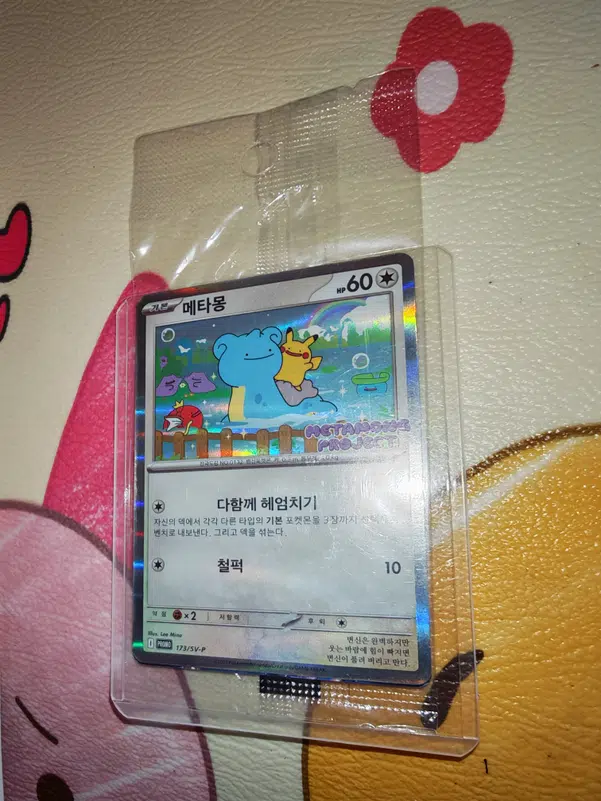 기본 메타몽 HP 60
METAMONG
PROJECT
다함께 헤엄치기
자신의 덱에서 각각 다른 타입의 기본 포켓몬을 3장까지
벤치로 내보낸다. 그리고 덱을 섞는다.
철퍽 10
약점 ×2 저항력 후퇴
Illus. Lee Minu
I PROMO 173/SV-P
변신은 완벽하지만
웃는 바람에 힘이 빠지면
변신이 풀려 버리고 만다.